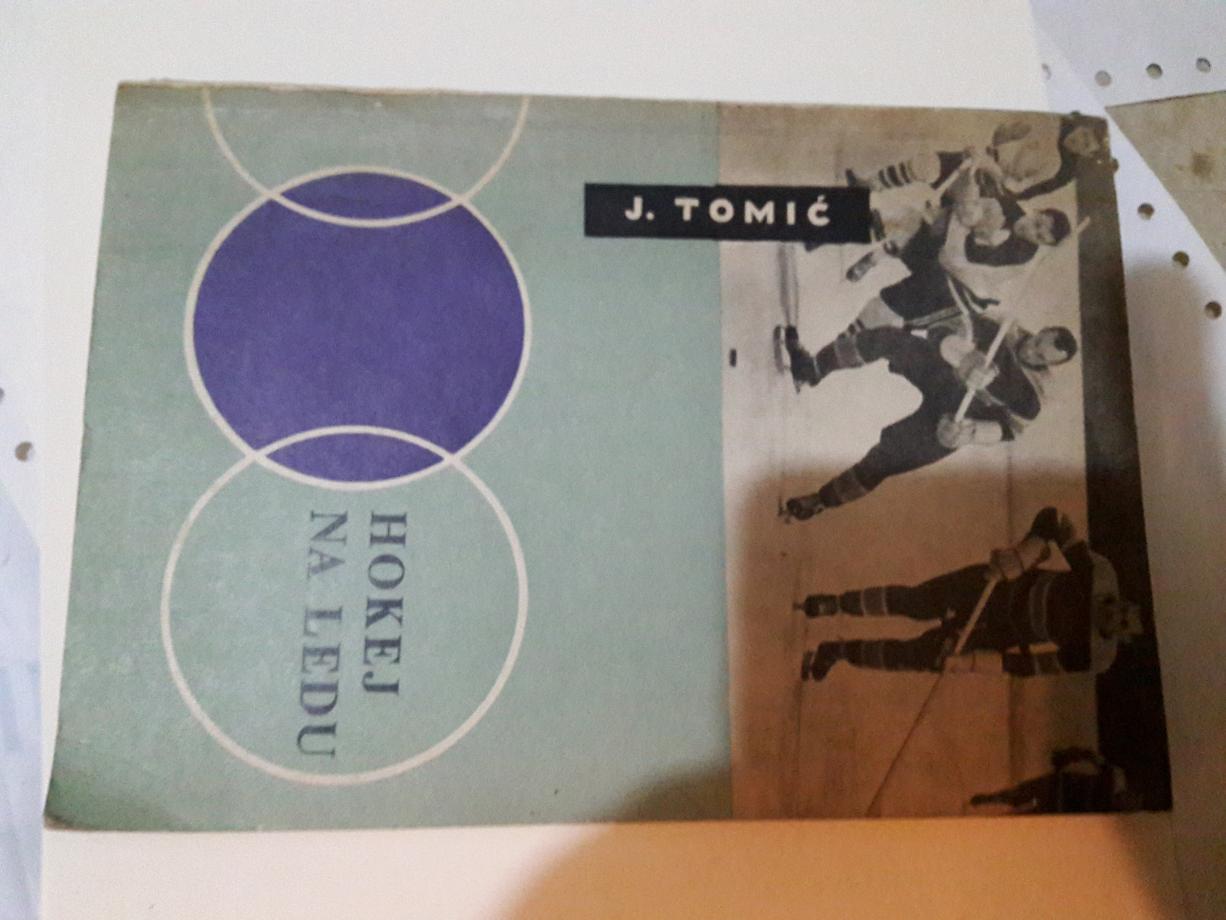 J. TOMIĆ
HOKEJ
NA LEDU